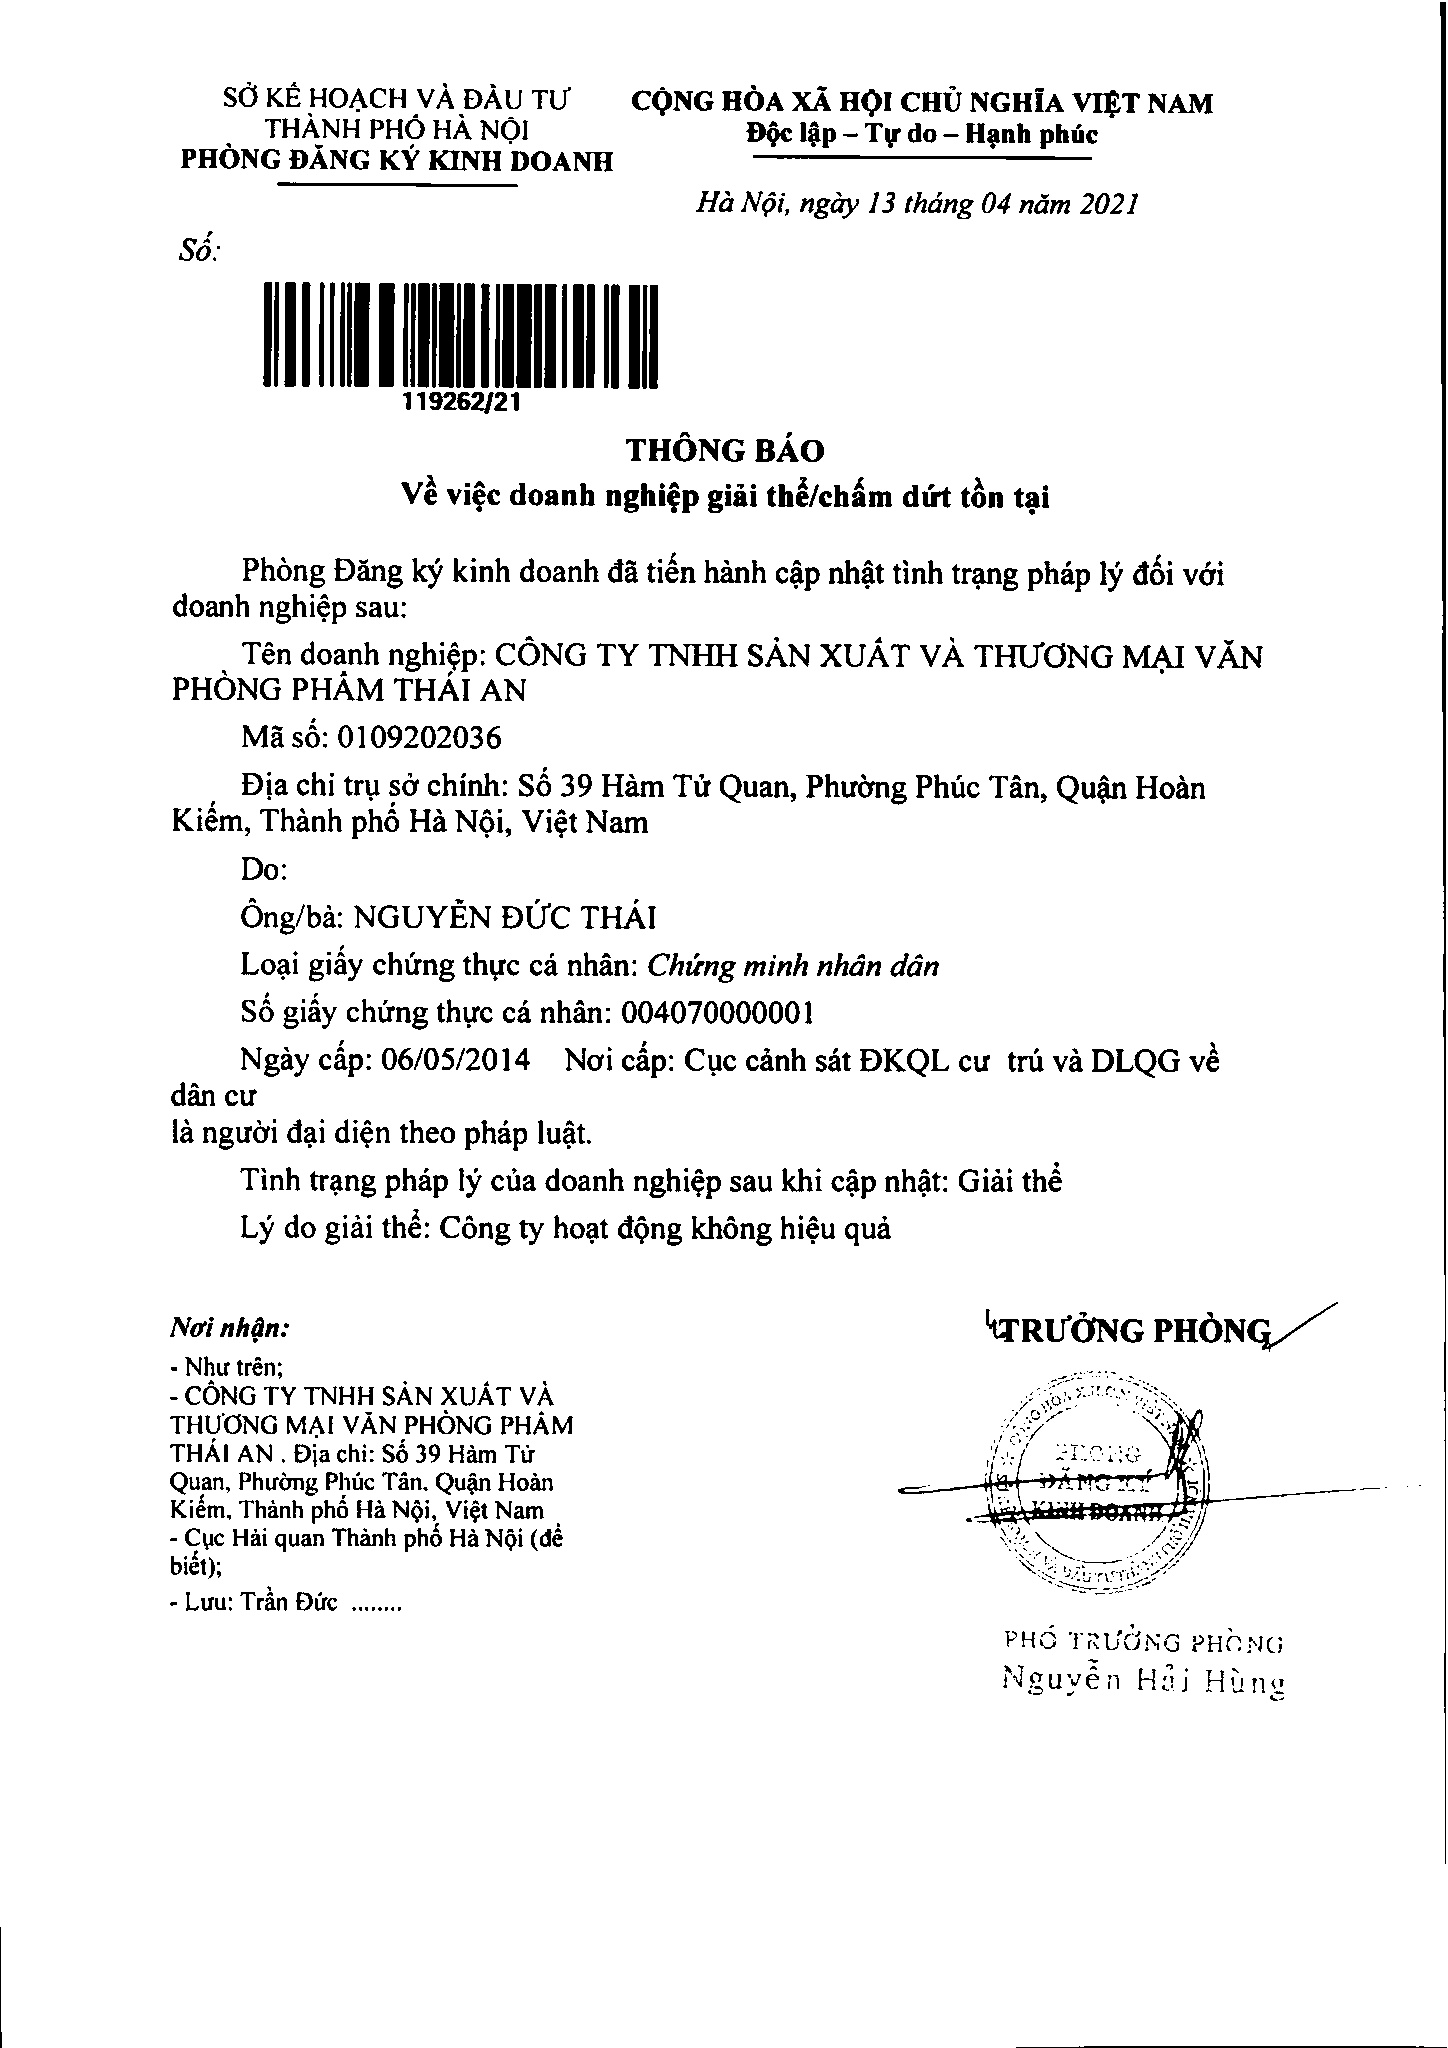 SỞ KẾ HOẠCH VÀ ĐẦU TƯ
THÀNH PHỐ HÀ NỘI
PHÒNG ĐĂNG KÝ KINH DOANH
CỘNG HÒA XÃ HỘI CHỦ NGHĨA VIỆT NAM
Độc lập – Tự do – Hạnh phúc
Hà Nội, ngày 13 tháng 04 năm 2021
Số:
119262/21
THÔNG BÁO
Về việc doanh nghiệp giải thể/chấm dứt tồn tại
Phòng Đăng ký kinh doanh đã tiến hành cập nhật tình trạng pháp lý đối với
doanh nghiệp sau:
Tên doanh nghiệp: CÔNG TY TNHH SẢN XUẤT VÀ THƯƠNG MẠI VĂN
PHÒNG PHẨM THÁI AN
Mã số: 0109202036
Địa chỉ trụ sở chính: Số 39 Hàm Tử Quan, Phường Phúc Tân, Quận Hoàn
Kiếm, Thành phố Hà Nội, Việt Nam
Do:
Ông/bà: NGUYỄN ĐỨC THÁI
Loại giấy chứng thực cá nhân: Chứng minh nhân dân
Số giấy chứng thực cá nhân: 004070000001
Ngày cấp: 06/05/2014 Nơi cấp: Cục cảnh sát ĐKQL cư trú và DLQG về
dân cư
là người đại diện theo pháp luật.
Tình trạng pháp lý của doanh nghiệp sau khi cập nhật: Giải thể
Lý do giải thể: Công ty hoạt động không hiệu quả
Nơi nhận:
- Như trên;
- CÔNG TY TNHH SẢN XUẤT VÀ
THƯƠNG MẠI VĂN PHÒNG PHẨM
THÁI AN . Địa chỉ: Số 39 Hàm Tử
Quan, Phường Phúc Tân, Quận Hoàn
Kiếm, Thành phố Hà Nội, Việt Nam
- Cục Hải quan Thành phố Hà Nội (để
biết);
- Lưu: Trần Đức ........
TRƯỞNG PHÒNG
PHÒNG
ĐĂNG KÝ
KINH DOANH
PHÓ TRƯỞNG PHÒNG
Nguyễn Hải Hùng